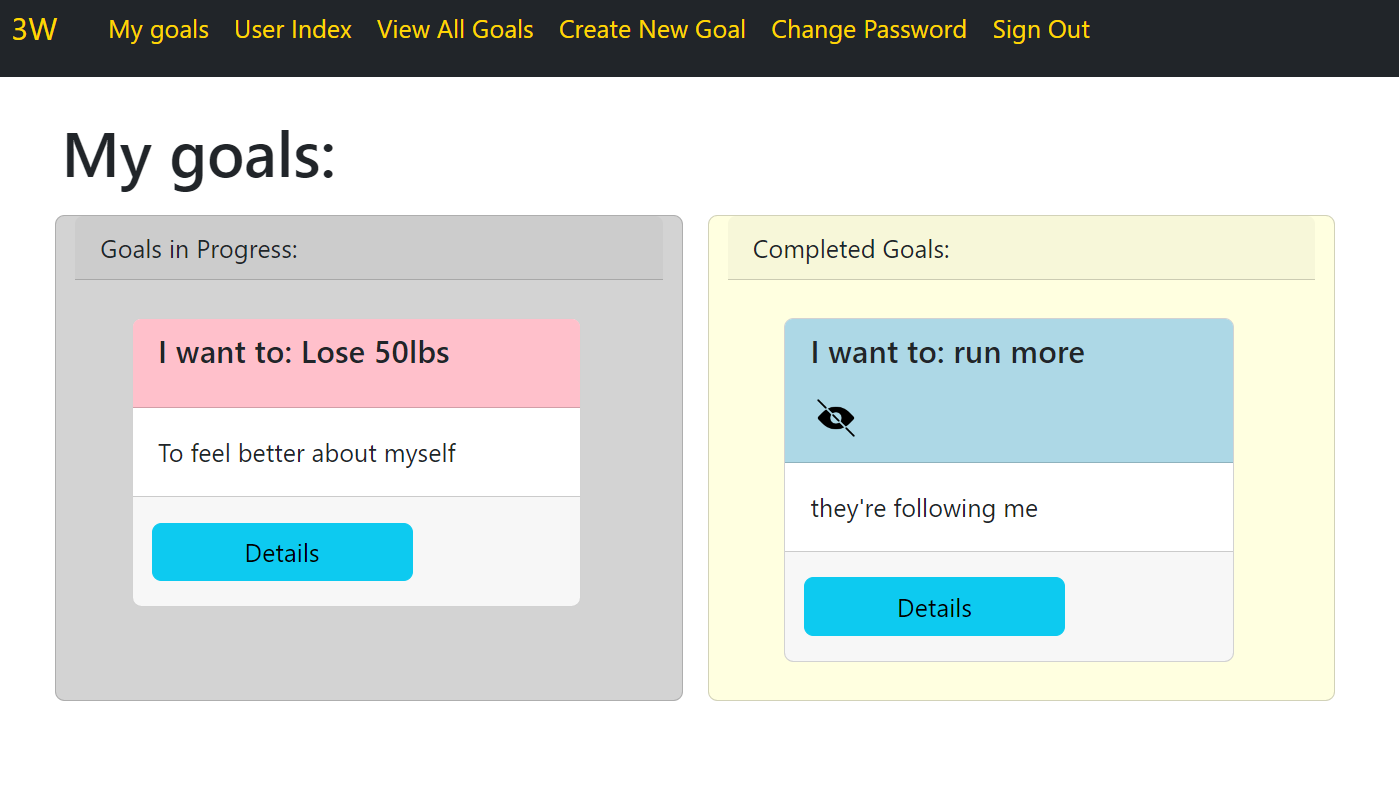 3W My goals User Index View All Goals Create New Goal Change Password Sign Out
My goals:
Goals in Progress:
I want to: Lose 50lbs
To feel better about myself
Details
Completed Goals:
I want to: run more
they're following me
Details